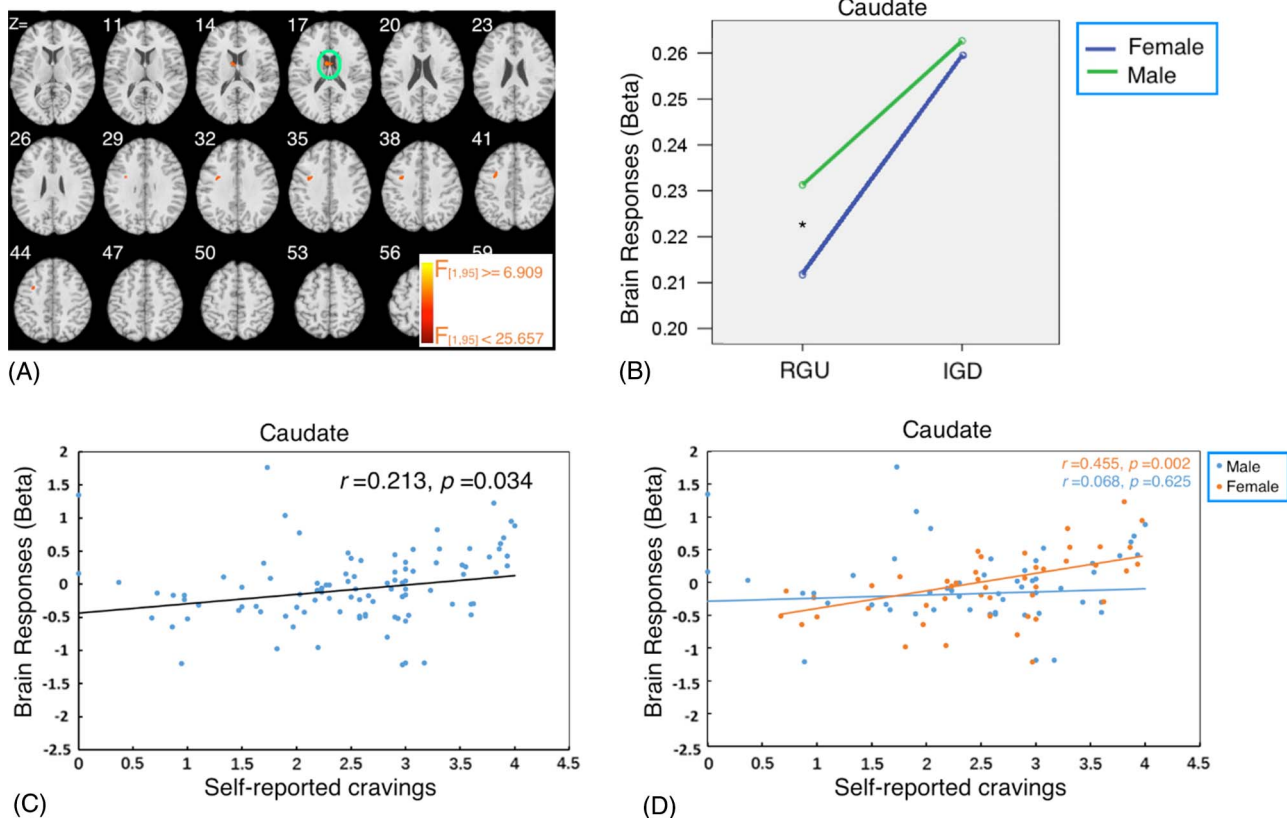 Z=
11
14
17
20
23
26
29
32
35
38
41
44
47
50
53
56
59
F[1,95] >= 6.909
F[1,95] < 25.657
(A)
Caudate
Brain Responses (Beta)
0.26
0.25
0.24
0.23
0.22
0.21
0.20
*
RGU
IGD
Female
Male
(B)
Caudate
Brain Responses (Beta)
r=0.213, p=0.034
2
1.5
1
0.5
0
-0.5
-1
-1.5
-2
-2.5
0 0.5 1 1.5 2 2.5 3 3.5 4 4.5
Self-reported cravings
(C)
Caudate
Brain Responses (Beta)
r=0.455, p=0.002
r=0.068, p=0.625
Male
Female
2
1.5
1
0.5
0
-0.5
-1
-1.5
-2
-2.5
0 0.5 1 1.5 2 2.5 3 3.5 4 4.5
Self-reported cravings
(D)